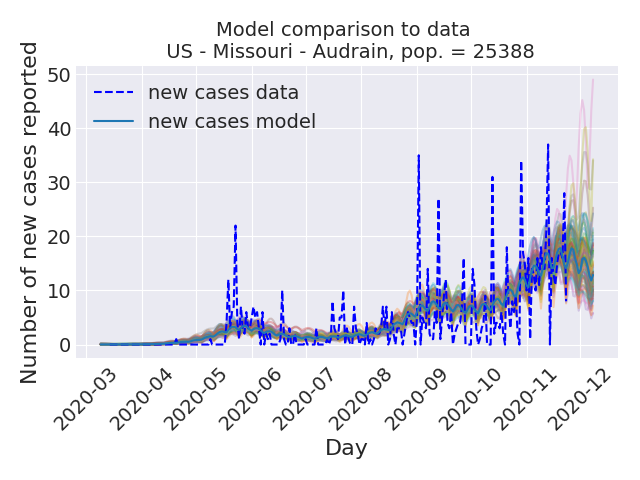 Model comparison to data
US - Missouri - Audrain, pop. = 25388
Number of new cases reported
50
40
30
20
10
0
new cases data
new cases model
2020-03
2020-04
2020-05
2020-06
2020-07
2020-08
2020-09
2020-10
2020-11
2020-12
Day